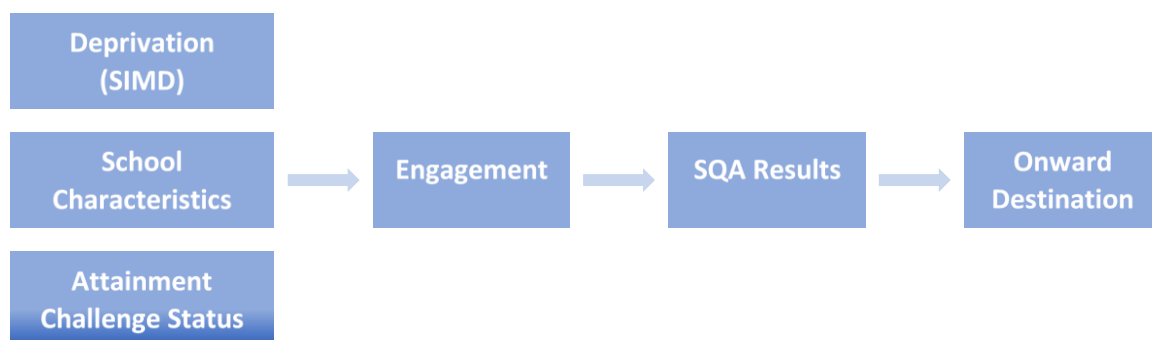 Deprivation
(SIMD)
School
Characteristics
Attainment
Challenge Status
Engagement
SQA Results
Onward
Destination